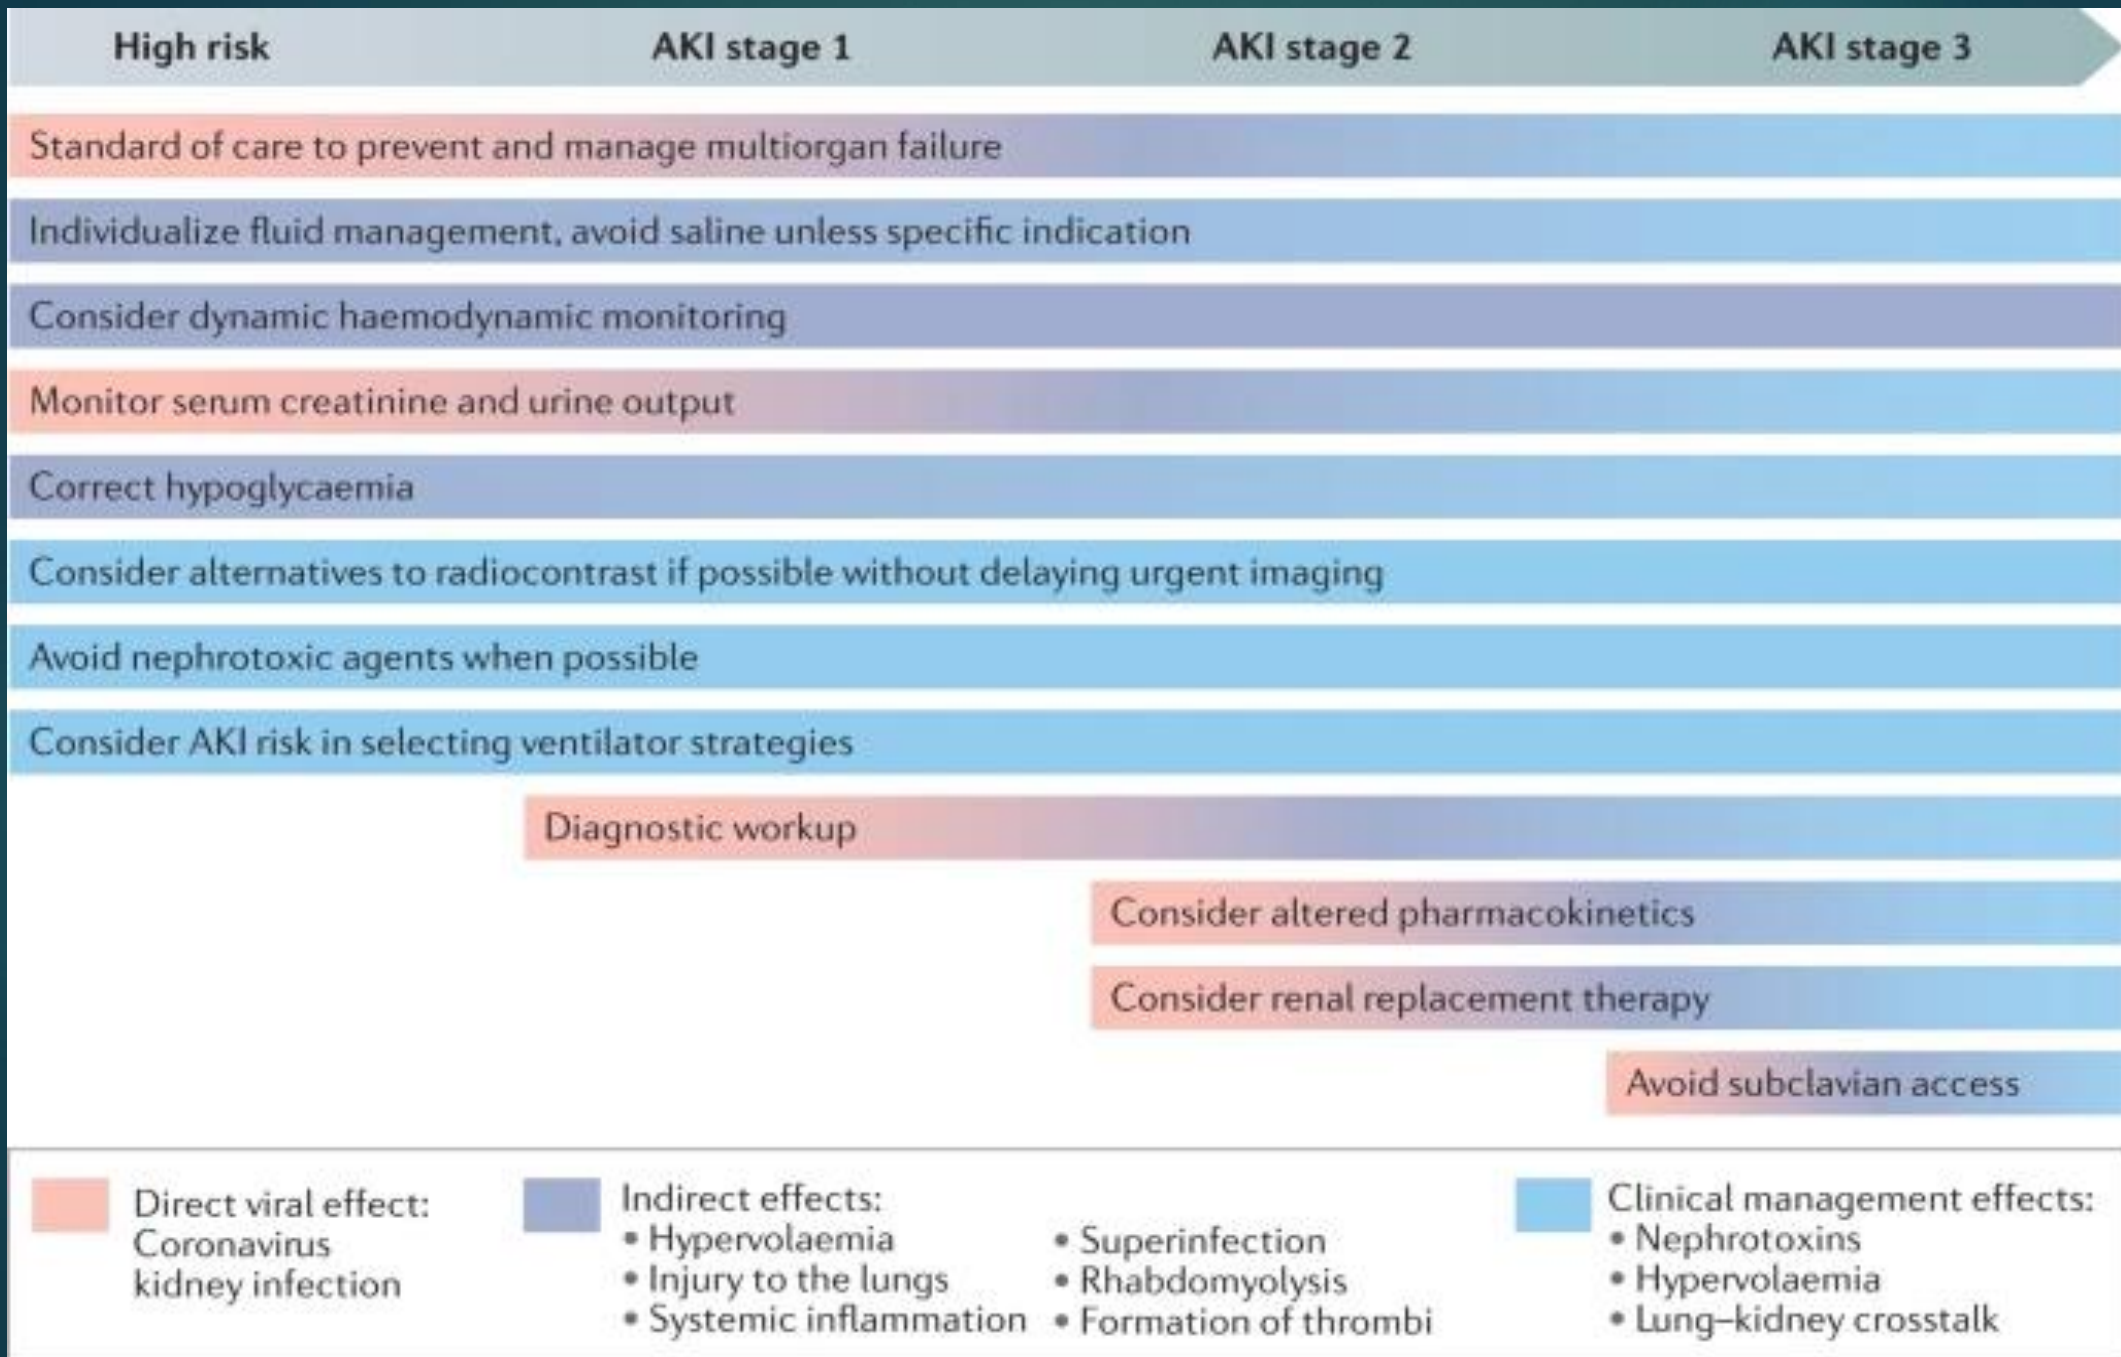 High risk AKI stage 1 AKI stage 2 AKI stage 3
Standard of care to prevent and manage multiorgan failure
Individualize fluid management, avoid saline unless specific indication
Consider dynamic haemodynamic monitoring
Monitor serum creatinine and urine output
Correct hypoglycaemia
Consider alternatives to radiocontrast if possible without delaying urgent imaging
Avoid nephrotoxic agents when possible
Consider AKI risk in selecting ventilator strategies
Diagnostic workup
Consider altered pharmacokinetics
Consider renal replacement therapy
Avoid subclavian access
Direct viral effect:
Coronavirus
kidney infection
Indirect effects:
• Hypervolaemia
• Injury to the lungs
• Systemic inflammation
• Superinfection
• Rhabdomyolysis
• Formation of thrombi
Clinical management effects:
• Nephrotoxins
• Hypervolaemia
• Lung–kidney crosstalk